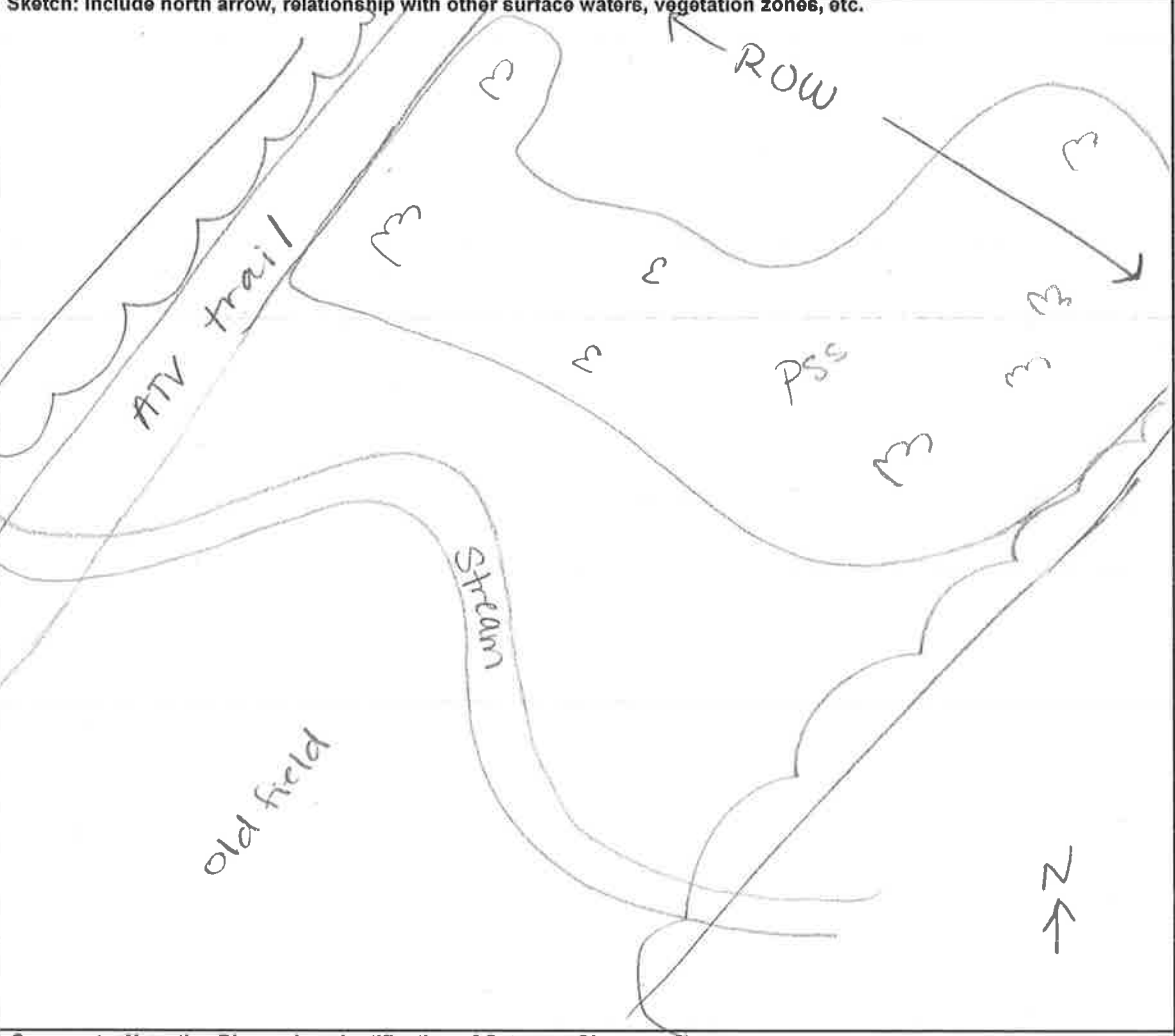 Sketch: Include north arrow, relationship with other surface waters, vegetation zones, etc.
ROW
ATV trail
PSS
Stream
Old field
N